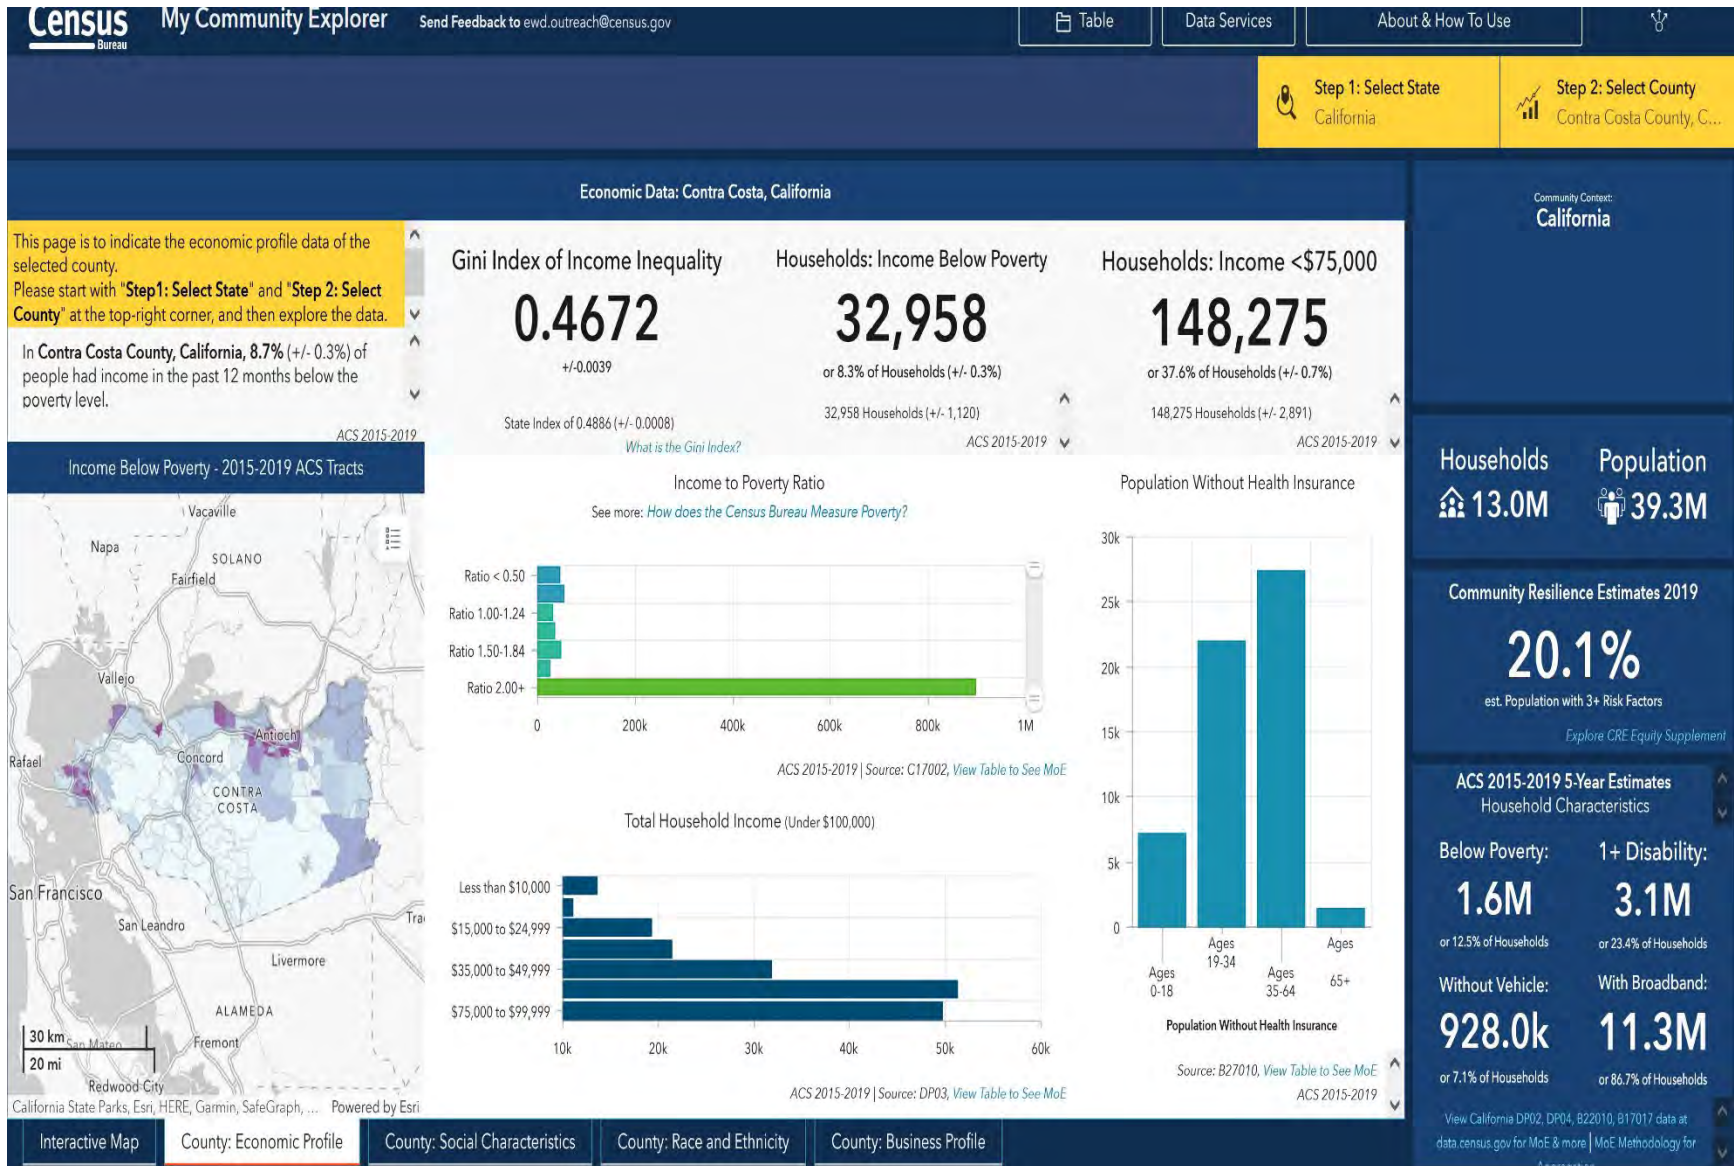 Census
Bureau
My Community Explorer
Send Feedback to ewd.outreach@census.gov
Table
Data Services
About & How To Use
Step 1: Select State
California
Step 2: Select County
Contra Costa County, C...
Economic Data: Contra Costa, California
This page is to indicate the economic profile data of the
selected county.
Please start with "Step1: Select State" and "Step 2: Select
County" at the top-right corner, and then explore the data.
In Contra Costa County, California, 8.7% (+/- 0.3%) of
people had income in the past 12 months below the
poverty level.
ACS 2015-2019
Gini Index of Income Inequality
0.4672
+/-0.0039
State Index of 0.4886 (+/- 0.0008)
What is the Gini Index?
Households: Income Below Poverty
32,958
or 8.3% of Households (+/- 0.3%)
32,958 Households (+/- 1,120)
ACS 2015-2019
Households: Income <$75,000
148,275
or 37.6% of Households (+/- 0.7%)
148,275 Households (+/- 2,891)
ACS 2015-2019
Income Below Poverty - 2015-2019 ACS Tracts
Vacaville
Napa
SOLANO
Fairfield
Vallejo
Antioch
Rafael
Concord
CONTRA
COSTA
San Francisco
San Leandro
Tra
Livermore
ALAMEDA
30 km
San Mateo
Fremont
20 mi
Redwood City
California State Parks, Esri, HERE, Garmin, SafeGraph, ...
Powered by Esri
Income to Poverty Ratio
See more: How does the Census Bureau Measure Poverty?
Ratio < 0.50
Ratio 1.00-1.24
Ratio 1.50-1.84
Ratio 2.00+
0 200k 400k 600k 800k 1M
ACS 2015-2019 | Source: C17002, View Table to See MoE
Total Household Income (Under $100,000)
Less than $10,000
$15,000 to $24,999
$35,000 to $49,999
$75,000 to $99,999
10k 20k 30k 40k 50k 60k
ACS 2015-2019 | Source: DP03, View Table to See MoE
Population Without Health Insurance
30k
25k
20k
15k
10k
5k
0
Ages
0-18
Ages
19-34
Ages
35-64
Ages
65+
Population Without Health Insurance
Source: B27010, View Table to See MoE
ACS 2015-2019
Community Context:
California
Households
13.0M
Population
39.3M
Community Resilience Estimates 2019
20.1%
est. Population with 3+ Risk Factors
Explore CRE Equity Supplement
ACS 2015-2019 5-Year Estimates
Household Characteristics
Below Poverty:
1.6M
or 12.5% of Households
1+ Disability:
3.1M
or 23.4% of Households
Without Vehicle:
928.0k
or 7.1% of Households
With Broadband:
11.3M
or 86.7% of Households
View California DP02, DP04, B22010, B17017 data at
data.census.gov for MoE & more | MoE Methodology for
Interactive Map
County: Economic Profile
County: Social Characteristics
County: Race and Ethnicity
County: Business Profile